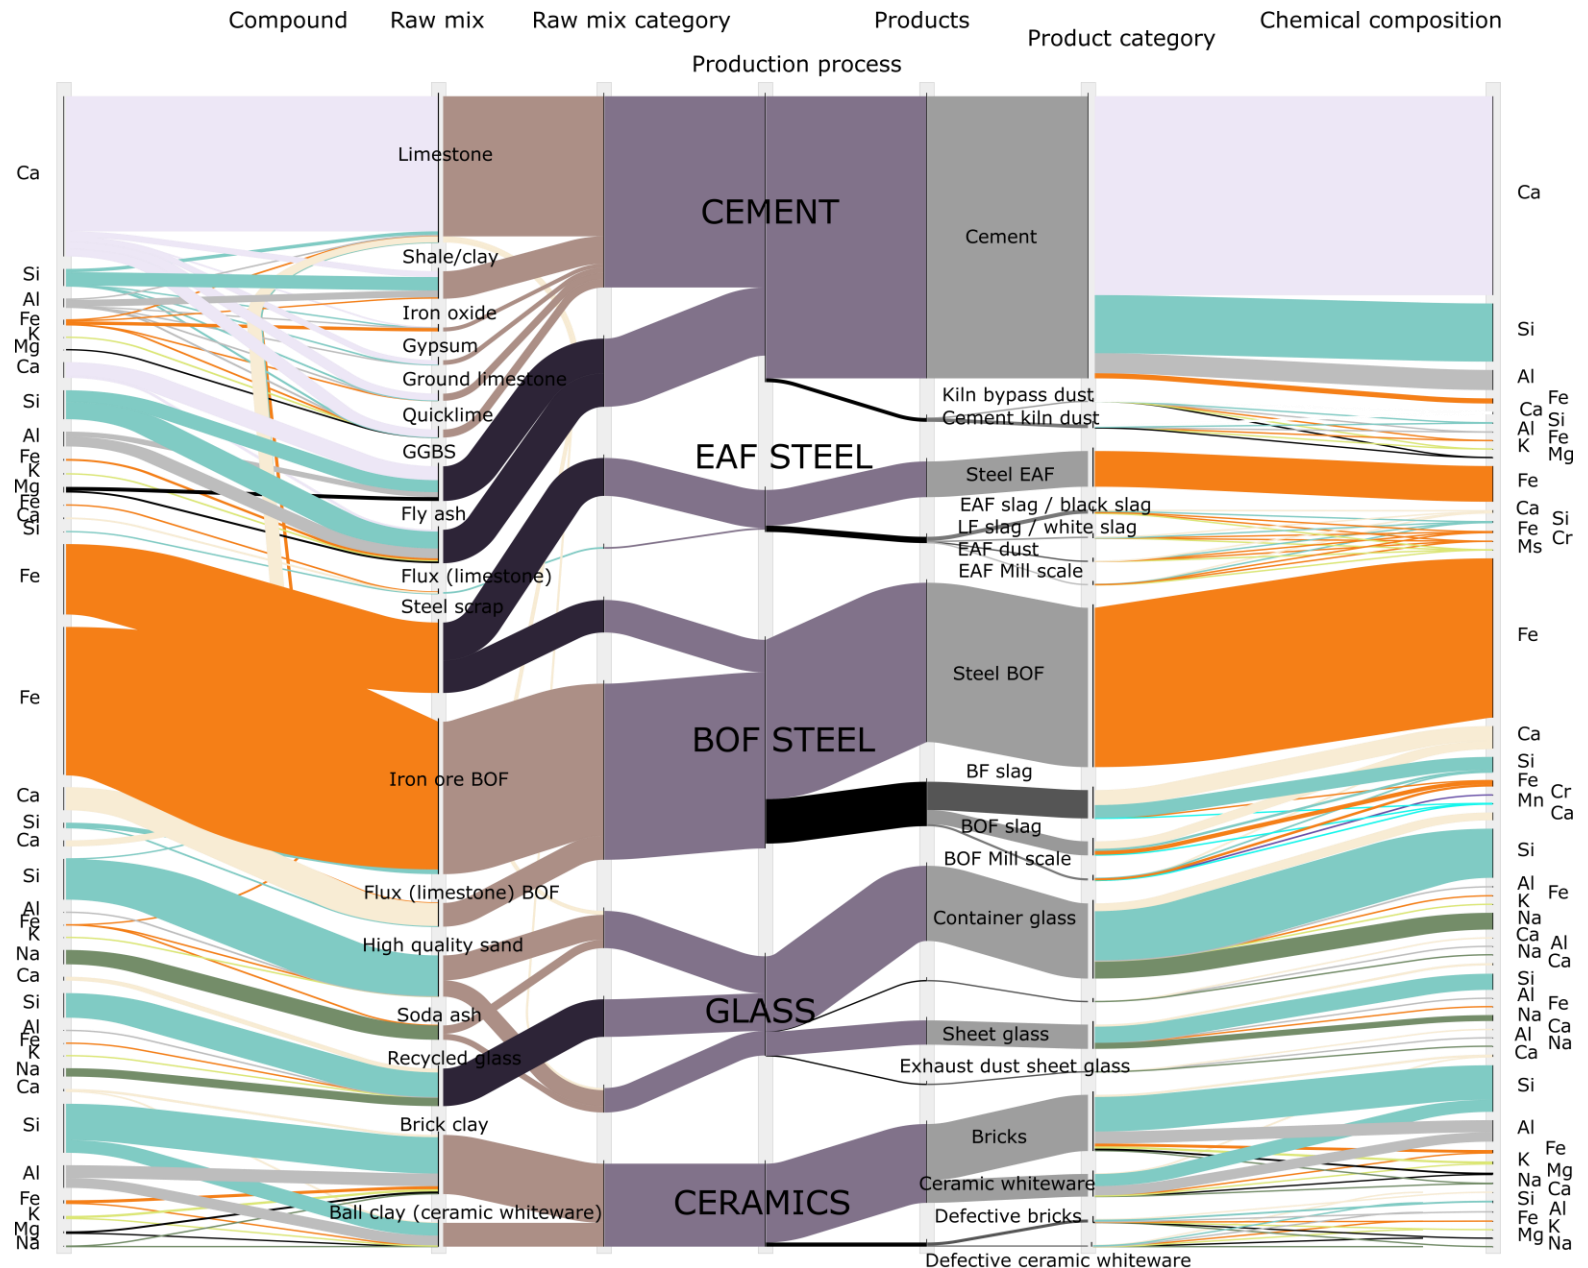 Compound
Raw mix
Raw mix category
Production process
Products
Product category
Chemical composition
Ca
Si
Al
Fe
K
Mg
Ca
Si
Al
Fe
K
Mg
Fe
Ca
Si
Fe
Fe
Ca
Si
Ca
Si
Al
Fe
K
Na
Ca
Si
Al
Fe
K
Na
Ca
Si
Al
Fe
K
Mg
Na
Limestone
Shale/clay
Iron oxide
Gypsum
Ground limestone
Quicklime
GGBS
Fly ash
Flux (limestone)
Steel scrap
Iron ore BOF
Flux (limestone) BOF
High quality sand
Soda ash
Recycled glass
Brick clay
Ball clay (ceramic whiteware)
CEMENT
EAF STEEL
BOF STEEL
GLASS
CERAMICS
Cement
Kiln bypass dust
Cement kiln dust
Steel EAF
EAF slag / black slag
LF slag / white slag
EAF dust
EAF Mill scale
Steel BOF
BF slag
BOF slag
BOF Mill scale
Container glass
Sheet glass
Exhaust dust sheet glass
Bricks
Ceramic whiteware
Defective bricks
Defective ceramic whiteware
Ca
Si
Al
Fe
Ca
Si
Al
Fe
K
Mg
Fe
Ca
Si
Fe
Cr
Ms
Fe
Ca
Si
Fe
Cr
Mn
Ca
Si
Al
Fe
K
Na
Ca
Al
Na
Ca
Si
Al
Fe
Na
Ca
Al
Na
Ca
Si
Al
Fe
K
Mg
Na
Ca
Si
Al
Fe
K
Mg
Na